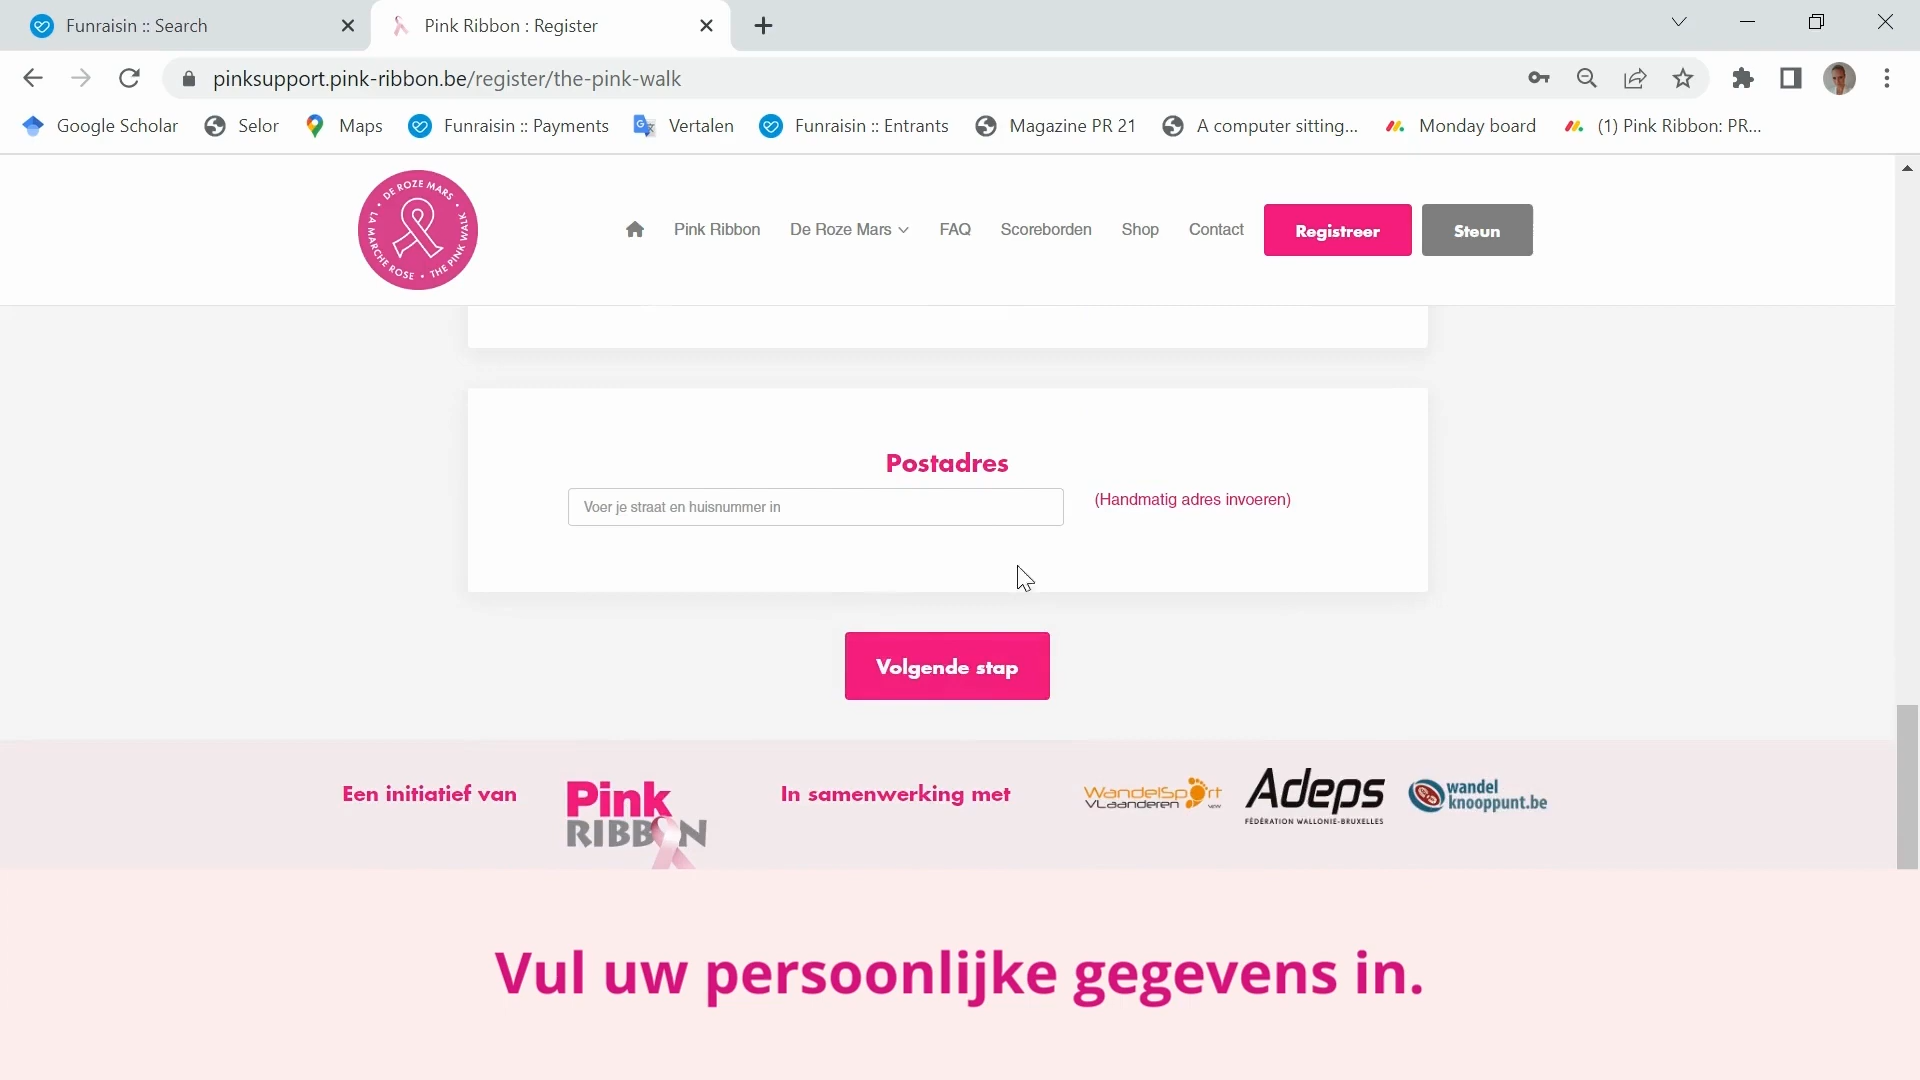 Funraisin :: Search
Pink Ribbon : Register
pinksupport.pink-ribbon.be/register/the-pink-walk
Google Scholar
Selor
Maps
Funraisin :: Payments
Vertalen
Funraisin :: Entrants
Magazine PR 21
A computer sitting...
Monday board
(1) Pink Ribbon: PR...
DE ROZE MARS • THE PINK WALK • LA MARCHE ROSE •
Pink Ribbon
De Roze Mars
FAQ
Scoreborden
Shop
Contact
Registreer
Steun
Postadres
Voer je straat en huisnummer in
(Handmatig adres invoeren)
Volgende stap
Een initiatief van
Pink
RIBBON
In samenwerking met
WandelSport
VLaanderen vzw
Adeps
FÉDÉRATION WALLONIE-BRUXELLES
wandel
knooppunt.be
Vul uw persoonlijke gegevens in.